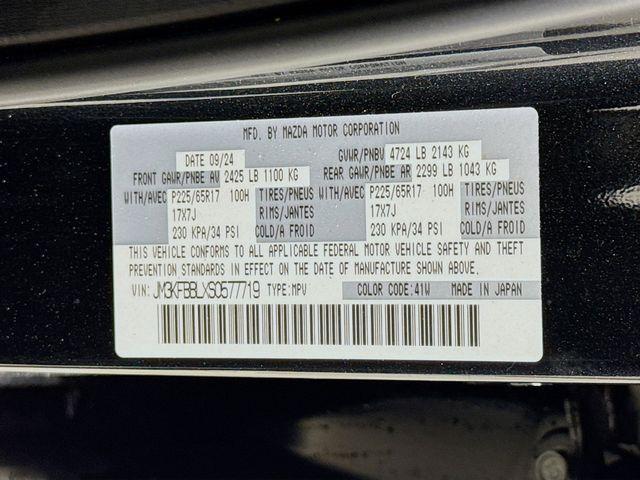 MFD. BY MAZDA MOTOR CORPORATION
DATE 09/24 GVWR/PNBV 4724 LB 2143 KG
FRONT GAWR/PNBE AV 2425 LB 1100 KG REAR GAWR/PNBE AR 2299 LB 1043 KG
WITH/AVEC P225/65R17 100H TIRES/PNEUS WITH/AVEC P225/65R17 100H TIRES/PNEUS
17X7J RIMS/JANTES 17X7J RIMS/JANTES
230 KPA/34 PSI COLD/A FROID 230 KPA/34 PSI COLD/A FROID
THIS VEHICLE CONFORMS TO ALL APPLICABLE FEDERAL MOTOR VEHICLE SAFETY AND THEFT
PREVENTION STANDARDS IN EFFECT ON THE DATE OF MANUFACTURE SHOWN ABOVE.
VIN: JM3KFBBLXS0577719 TYPE:MPV COLOR CODE:41W MADE IN JAPAN